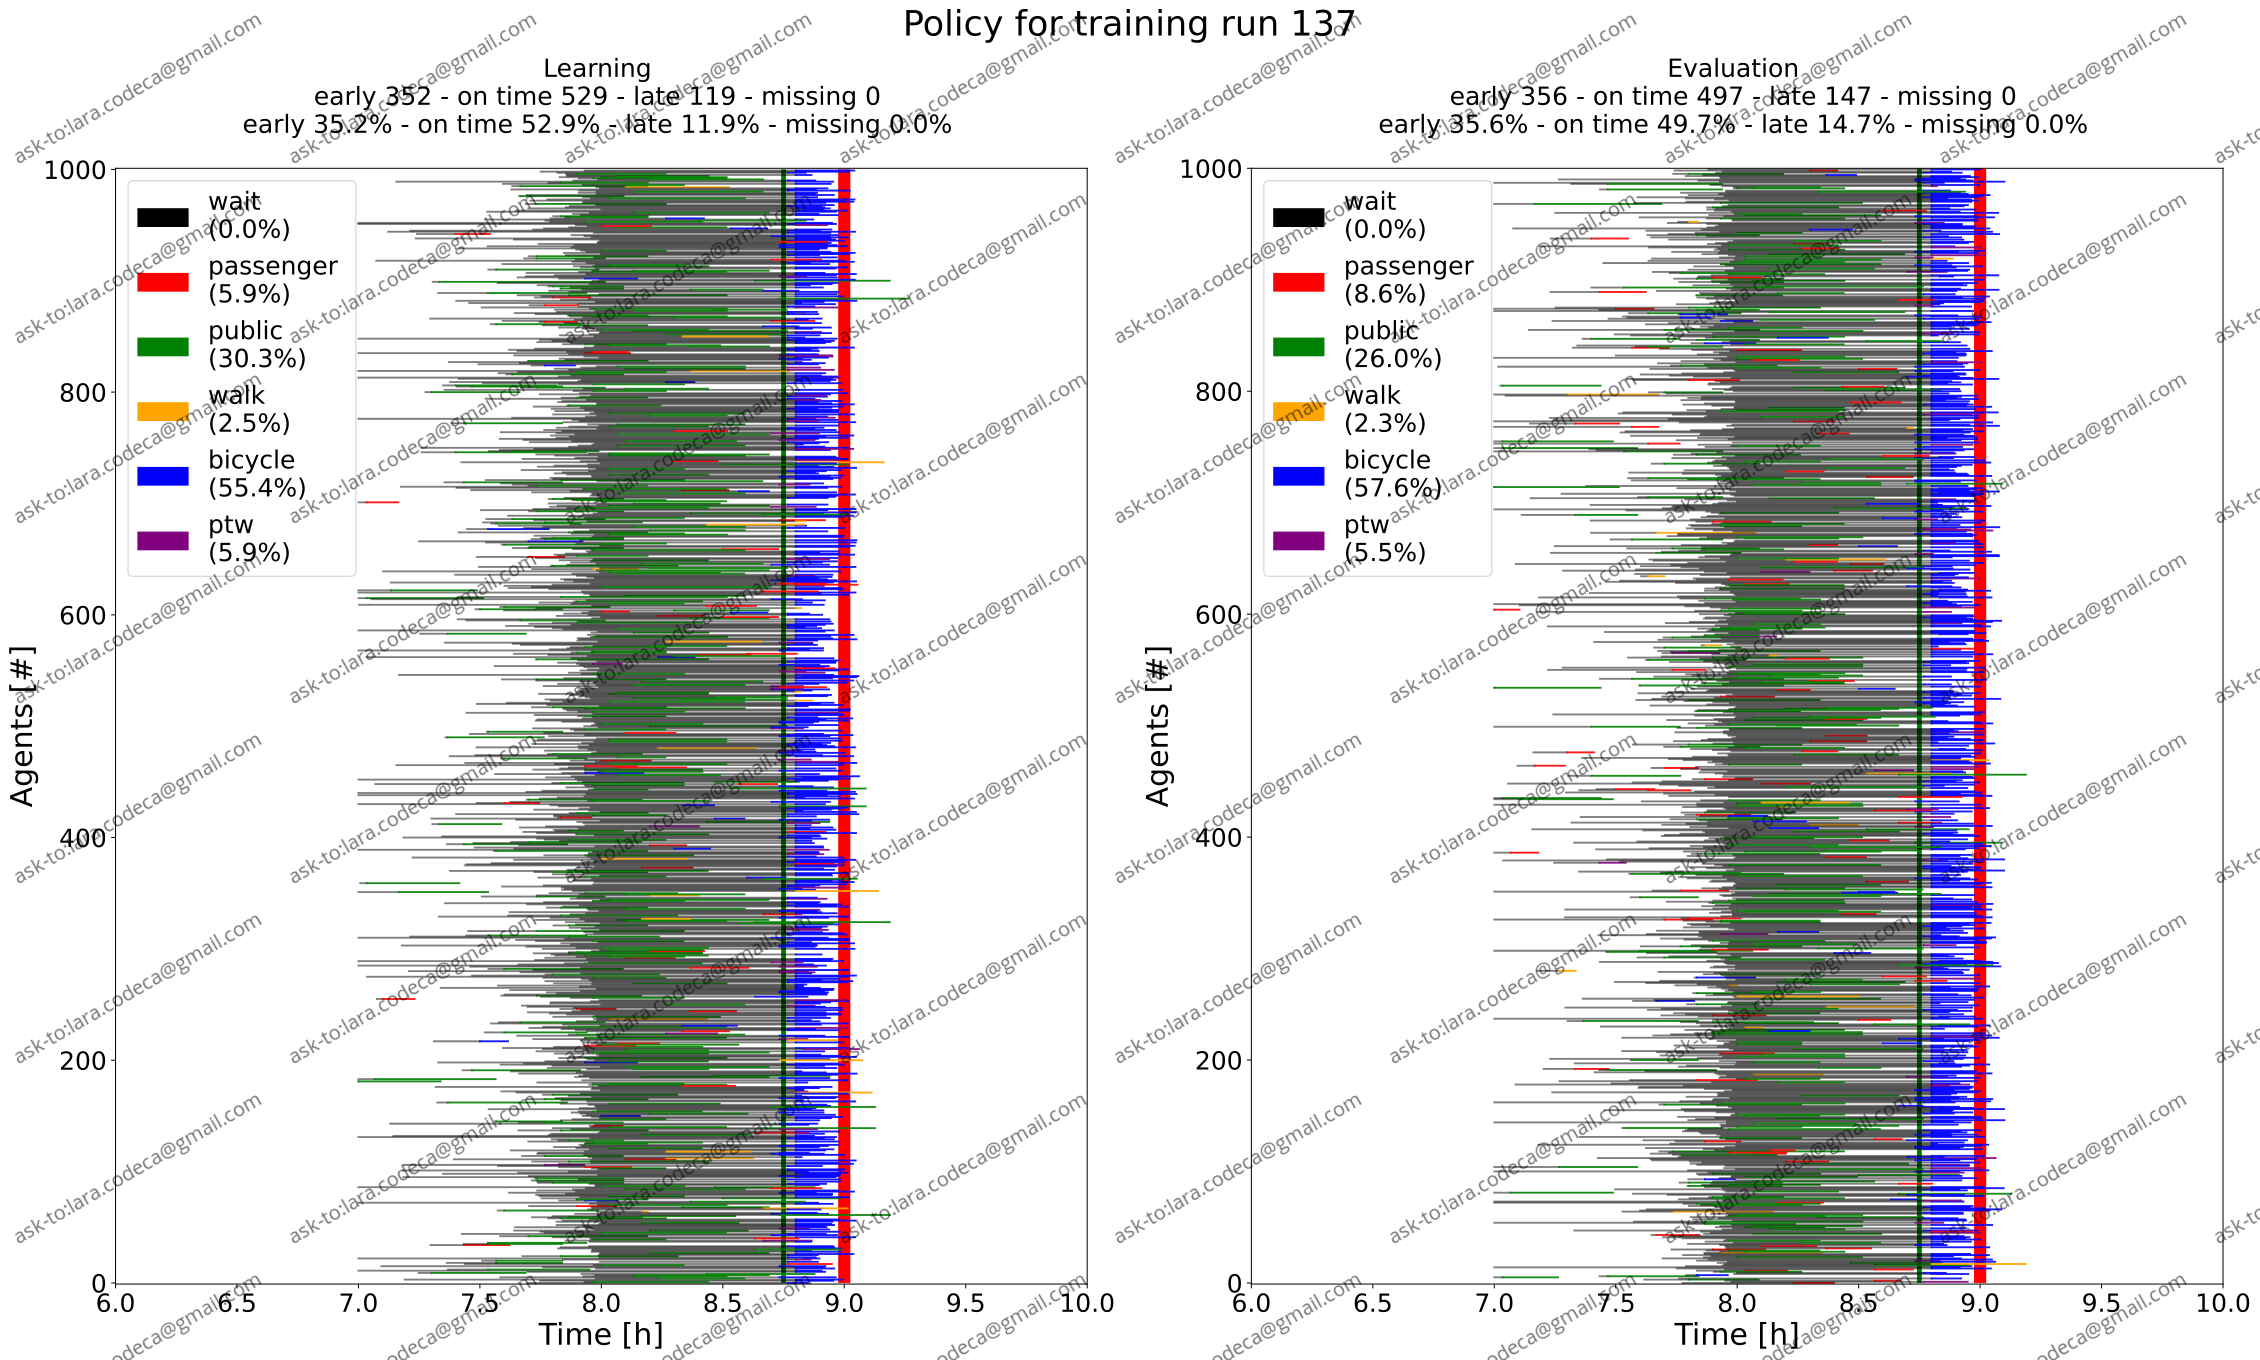 Policy for training run 137
Learning
early 352 - on time 529 - late 119 - missing 0
early 35.2% - on time 52.9% - late 11.9% - missing 0.0%
1000
800
600
400
200
0
Agents [#]
wait
(0.0%)
passenger
(5.9%)
public
(30.3%)
walk
(2.5%)
bicycle
(55.4%)
ptw
(5.9%)
6.0 6.5 7.0 7.5 8.0 8.5 9.0 9.5 10.0
Time [h]
Evaluation
early 356 - on time 497 - late 147 - missing 0
early 35.6% - on time 49.7% - late 14.7% - missing 0.0%
1000
800
600
400
200
0
Agents [#]
wait
(0.0%)
passenger
(8.6%)
public
(26.0%)
walk
(2.3%)
bicycle
(57.6%)
ptw
(5.5%)
6.0 6.5 7.0 7.5 8.0 8.5 9.0 9.5 10.0
Time [h]
ask-to:lara.codeca@gmail.com